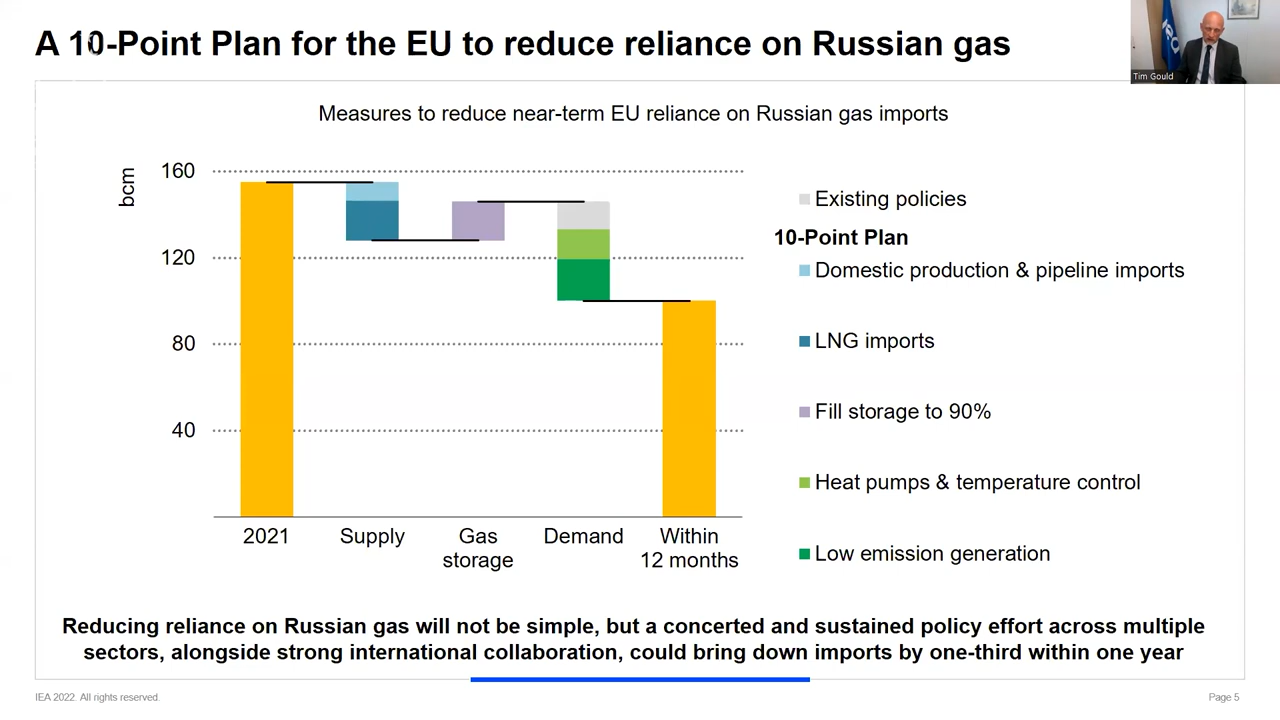 A 10-Point Plan for the EU to reduce reliance on Russian gas
Tim Gould
Measures to reduce near-term EU reliance on Russian gas imports
bcm
160
120
80
40
2021
Supply
Gas
storage
Demand
Within
12 months
Existing policies
10-Point Plan
Domestic production & pipeline imports
LNG imports
Fill storage to 90%
Heat pumps & temperature control
Low emission generation
Reducing reliance on Russian gas will not be simple, but a concerted and sustained policy effort across multiple
sectors, alongside strong international collaboration, could bring down imports by one-third within one year
IEA 2022. All rights reserved.
Page 5